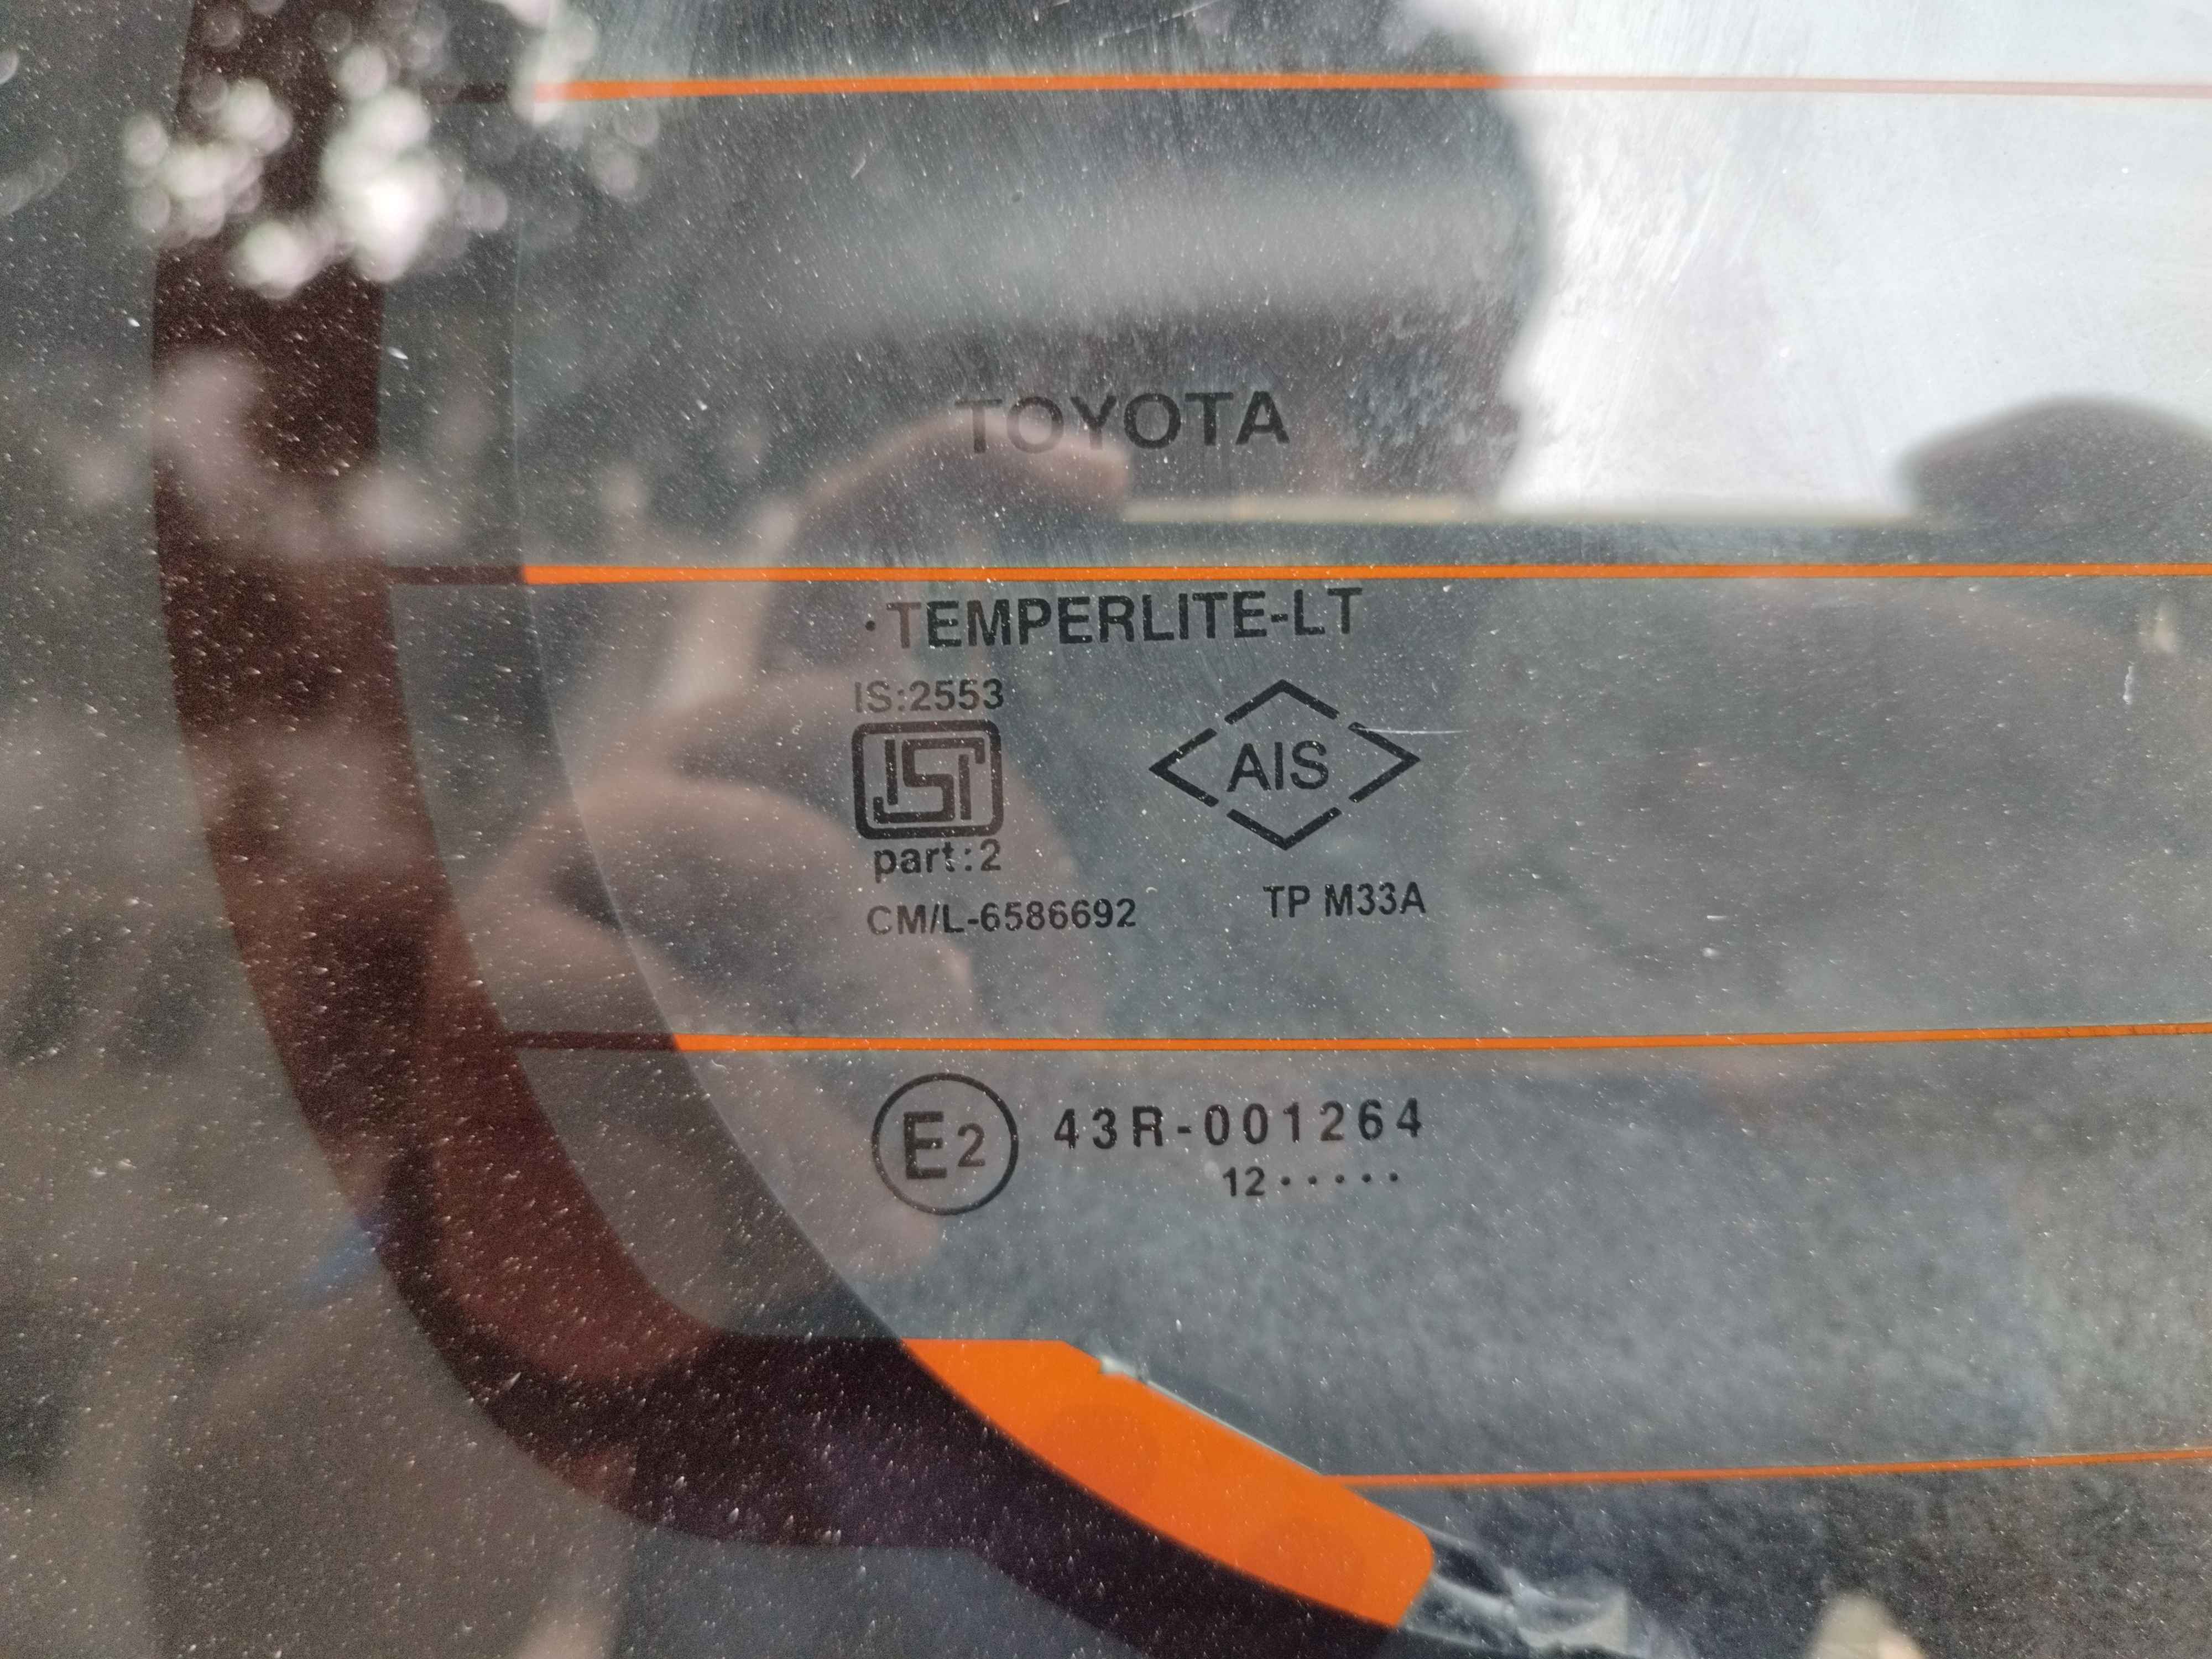 TOYOTA
·TEMPERLITE-LT
IS:2553
ISI
part:2
CM/L-6586692
AIS
TP M33A
E2
43R-001264
12·····